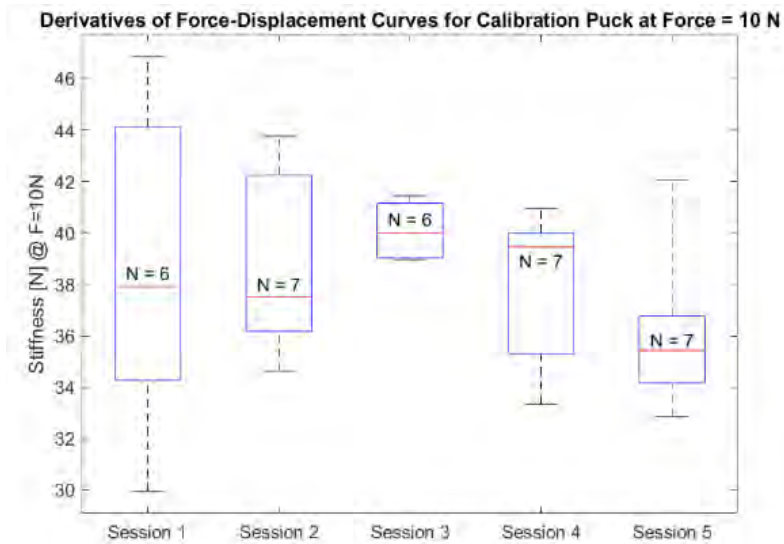 Derivatives of Force-Displacement Curves for Calibration Puck at Force = 10 N
46
44
42
40
38
36
34
32
30
Stiffness [N] @ F=10N
N = 6
N = 7
N = 6
N = 7
N = 7
Session 1
Session 2
Session 3
Session 4
Session 5